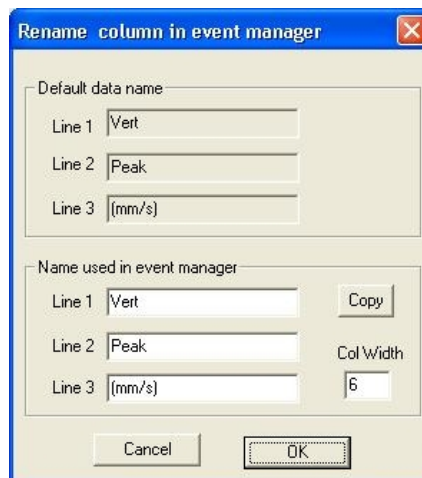 Rename column in event manager
Default data name
Line 1 Vert
Line 2 Peak
Line 3 (mm/s)
Name used in event manager
Line 1 Vert Copy
Line 2 Peak
Col Width
Line 3 (mm/s) 6
Cancel OK